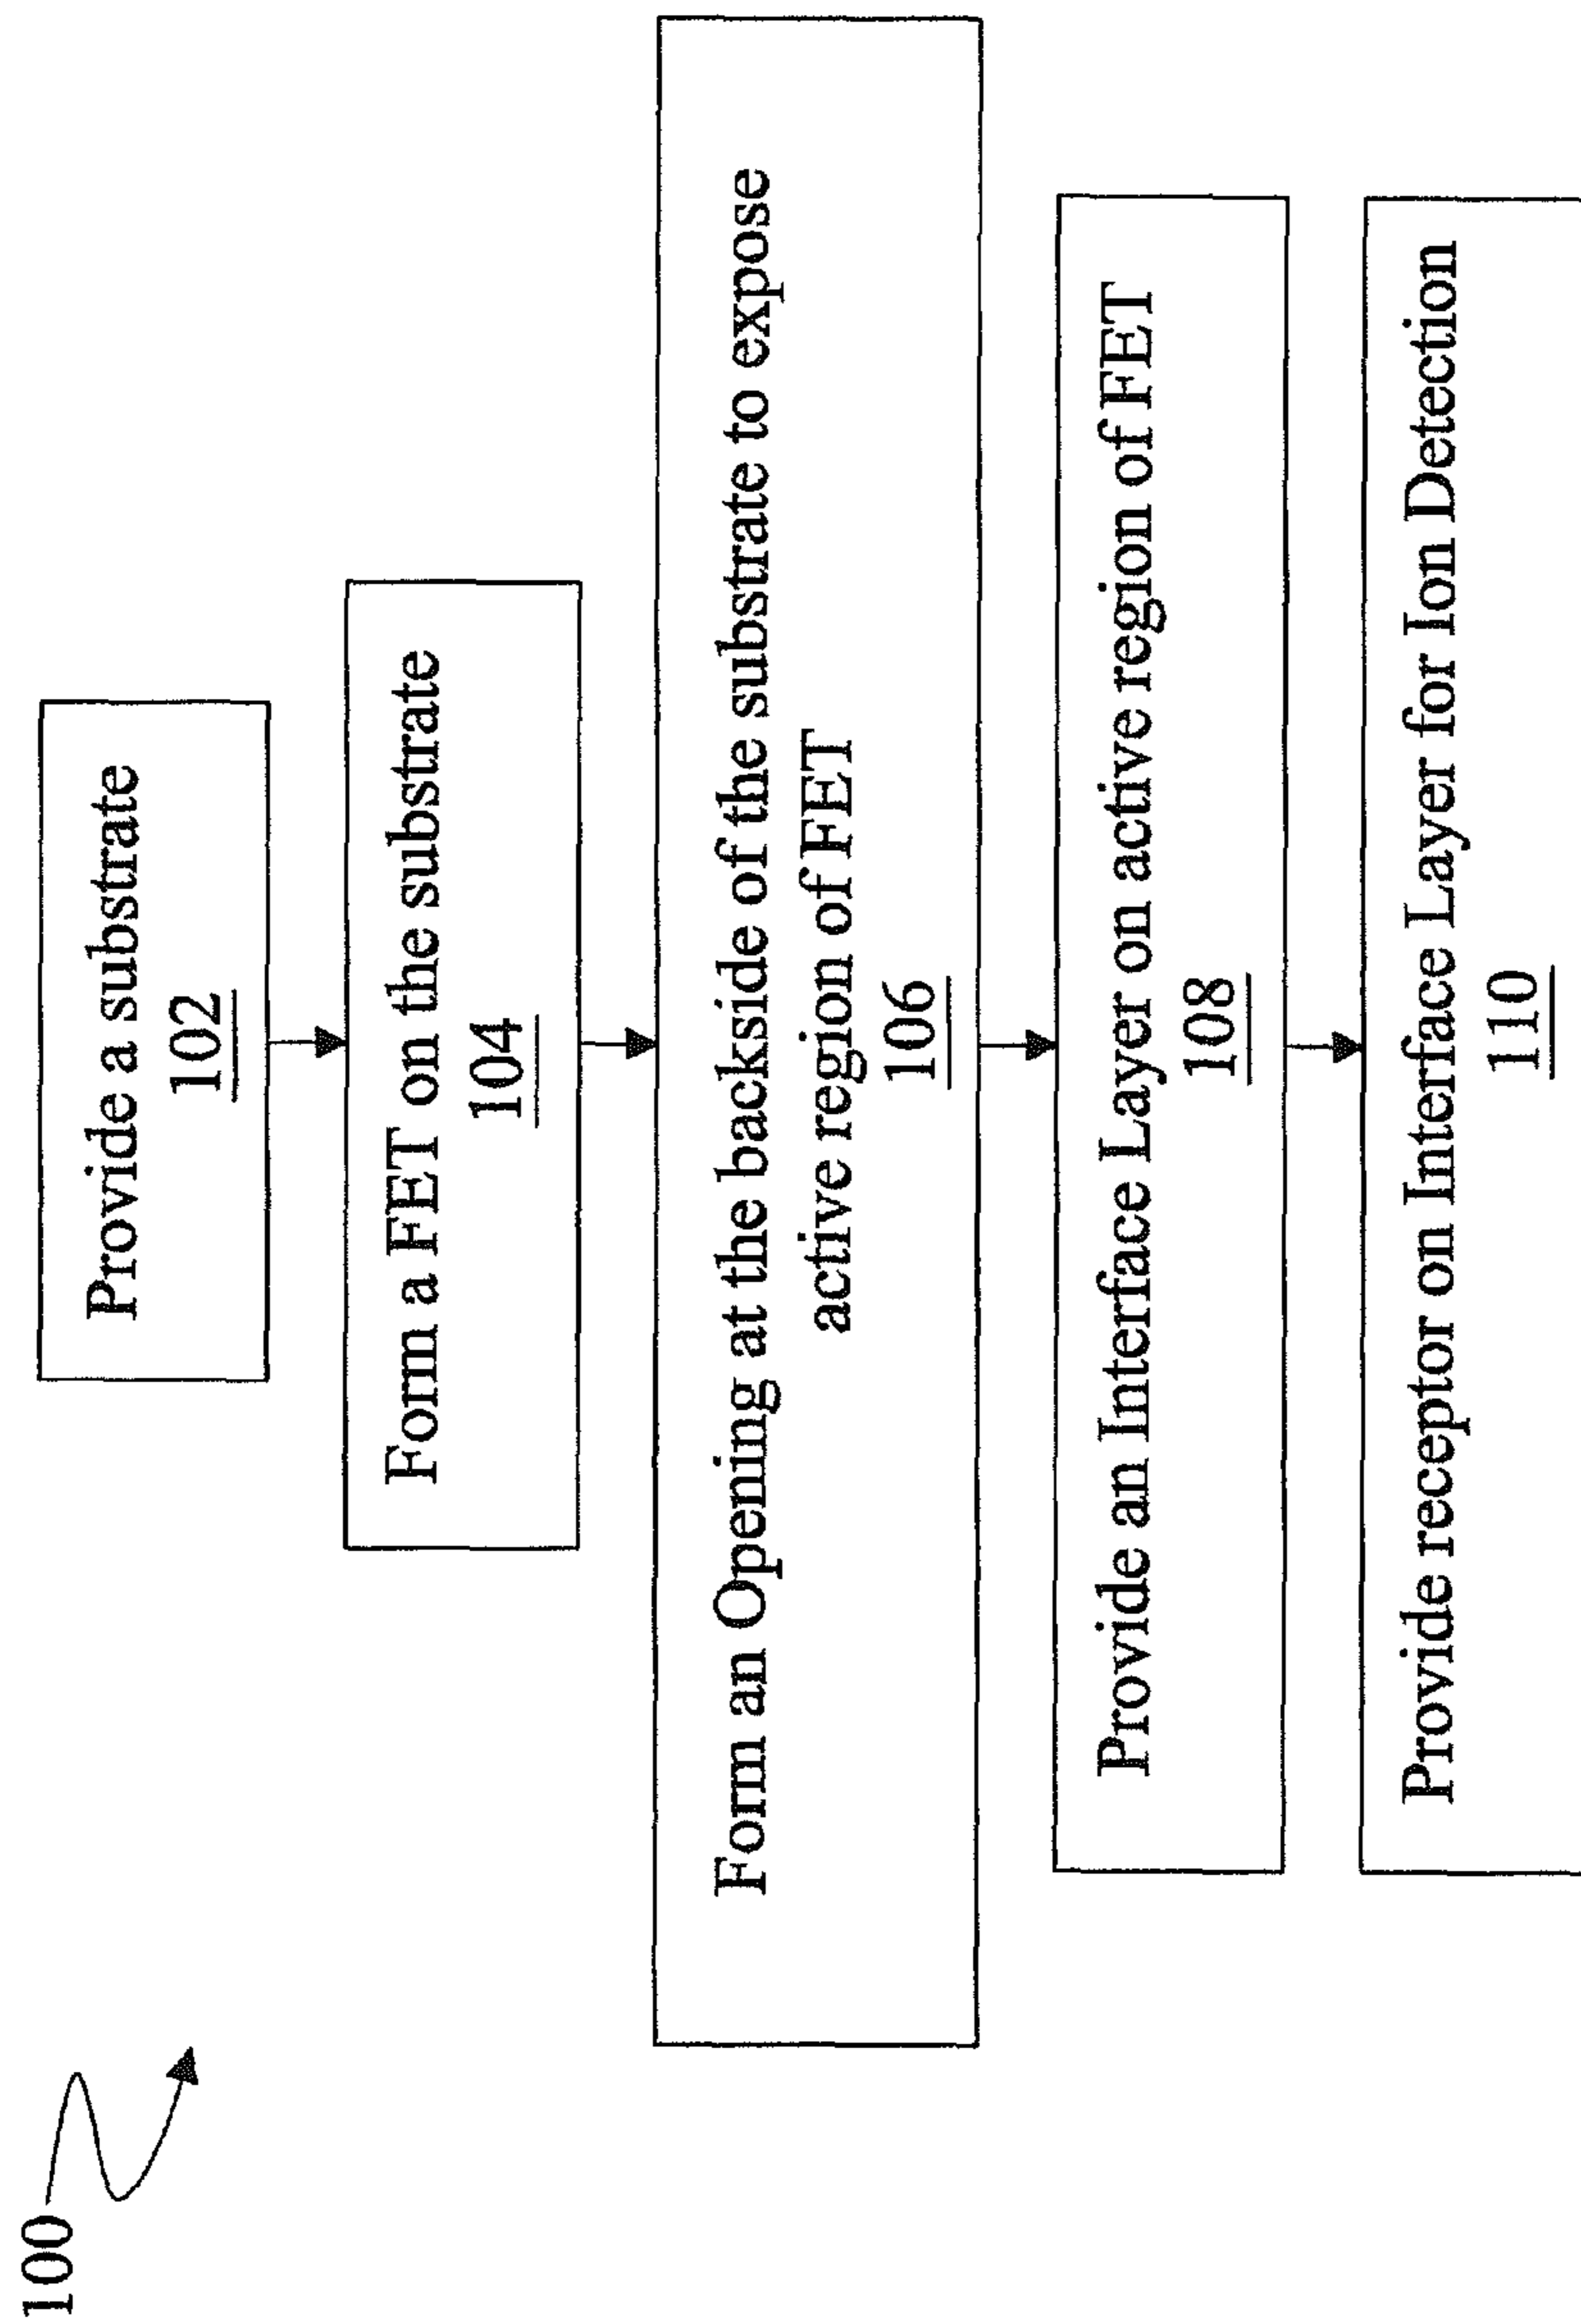 100
Provide a substrate
102
Form a FET on the substrate
104
Form an Opening at the backside of the substrate to expose
active region of FET
106
Provide an Interface Layer on active region of FET
108
Provide receptor on Interface Layer for Ion Detection
110